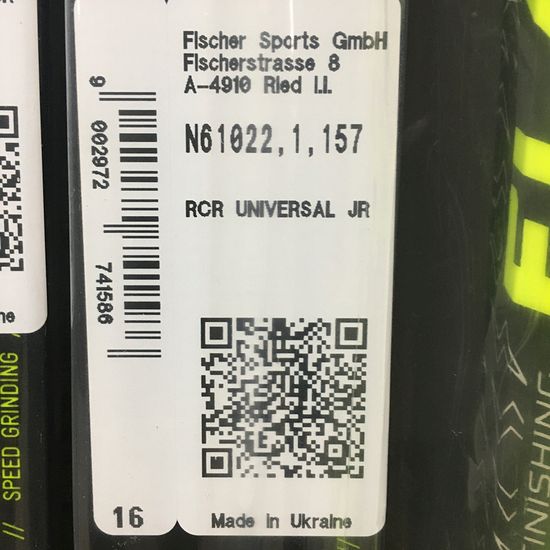 Fischer Sports GmbH
Fischerstrasse 8
A-4910 Ried I.I.
N61022,1,157
RCR UNIVERSAL JR
9 002972 741586
16
Made in Ukraine
// SPEED GRINDING /